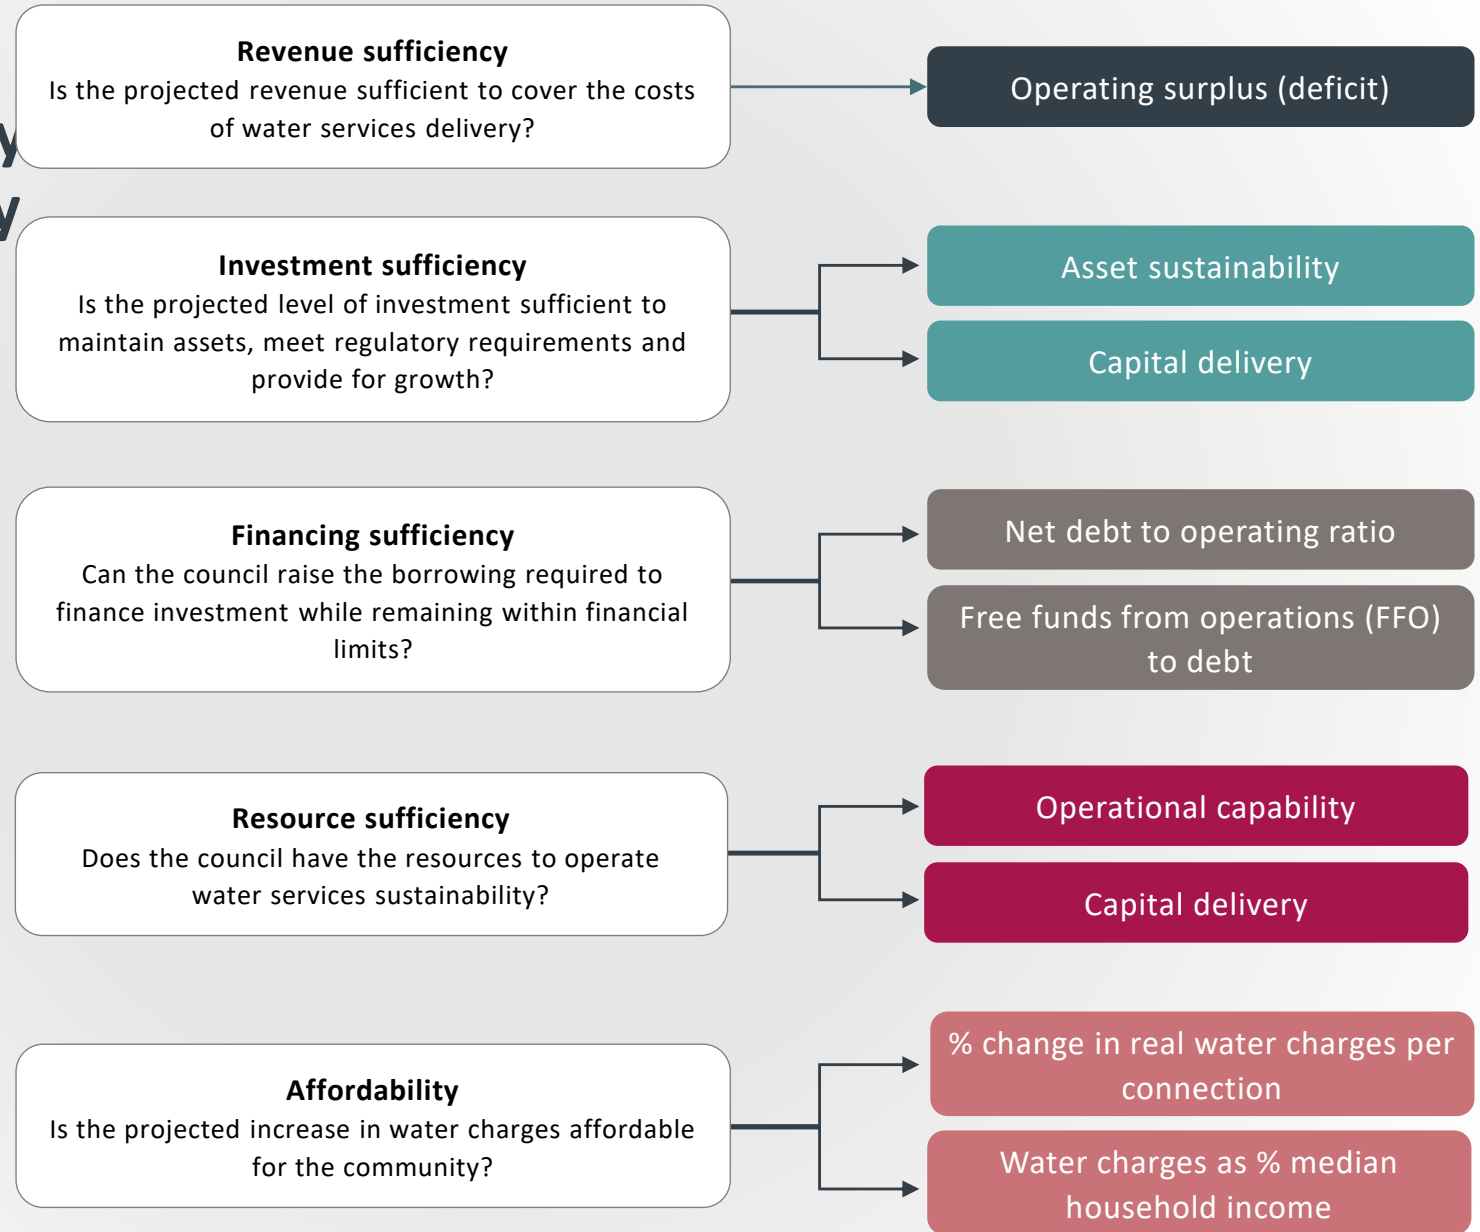 Revenue sufficiency
Is the projected revenue sufficient to cover the costs
of water services delivery?
Operating surplus (deficit)
Investment sufficiency
Is the projected level of investment sufficient to
maintain assets, meet regulatory requirements and
provide for growth?
Asset sustainability
Capital delivery
Financing sufficiency
Can the council raise the borrowing required to
finance investment while remaining within financial
limits?
Net debt to operating ratio
Free funds from operations (FFO)
to debt
Resource sufficiency
Does the council have the resources to operate
water services sustainability?
Operational capability
Capital delivery
Affordability
Is the projected increase in water charges affordable
for the community?
% change in real water charges per
connection
Water charges as % median
household income